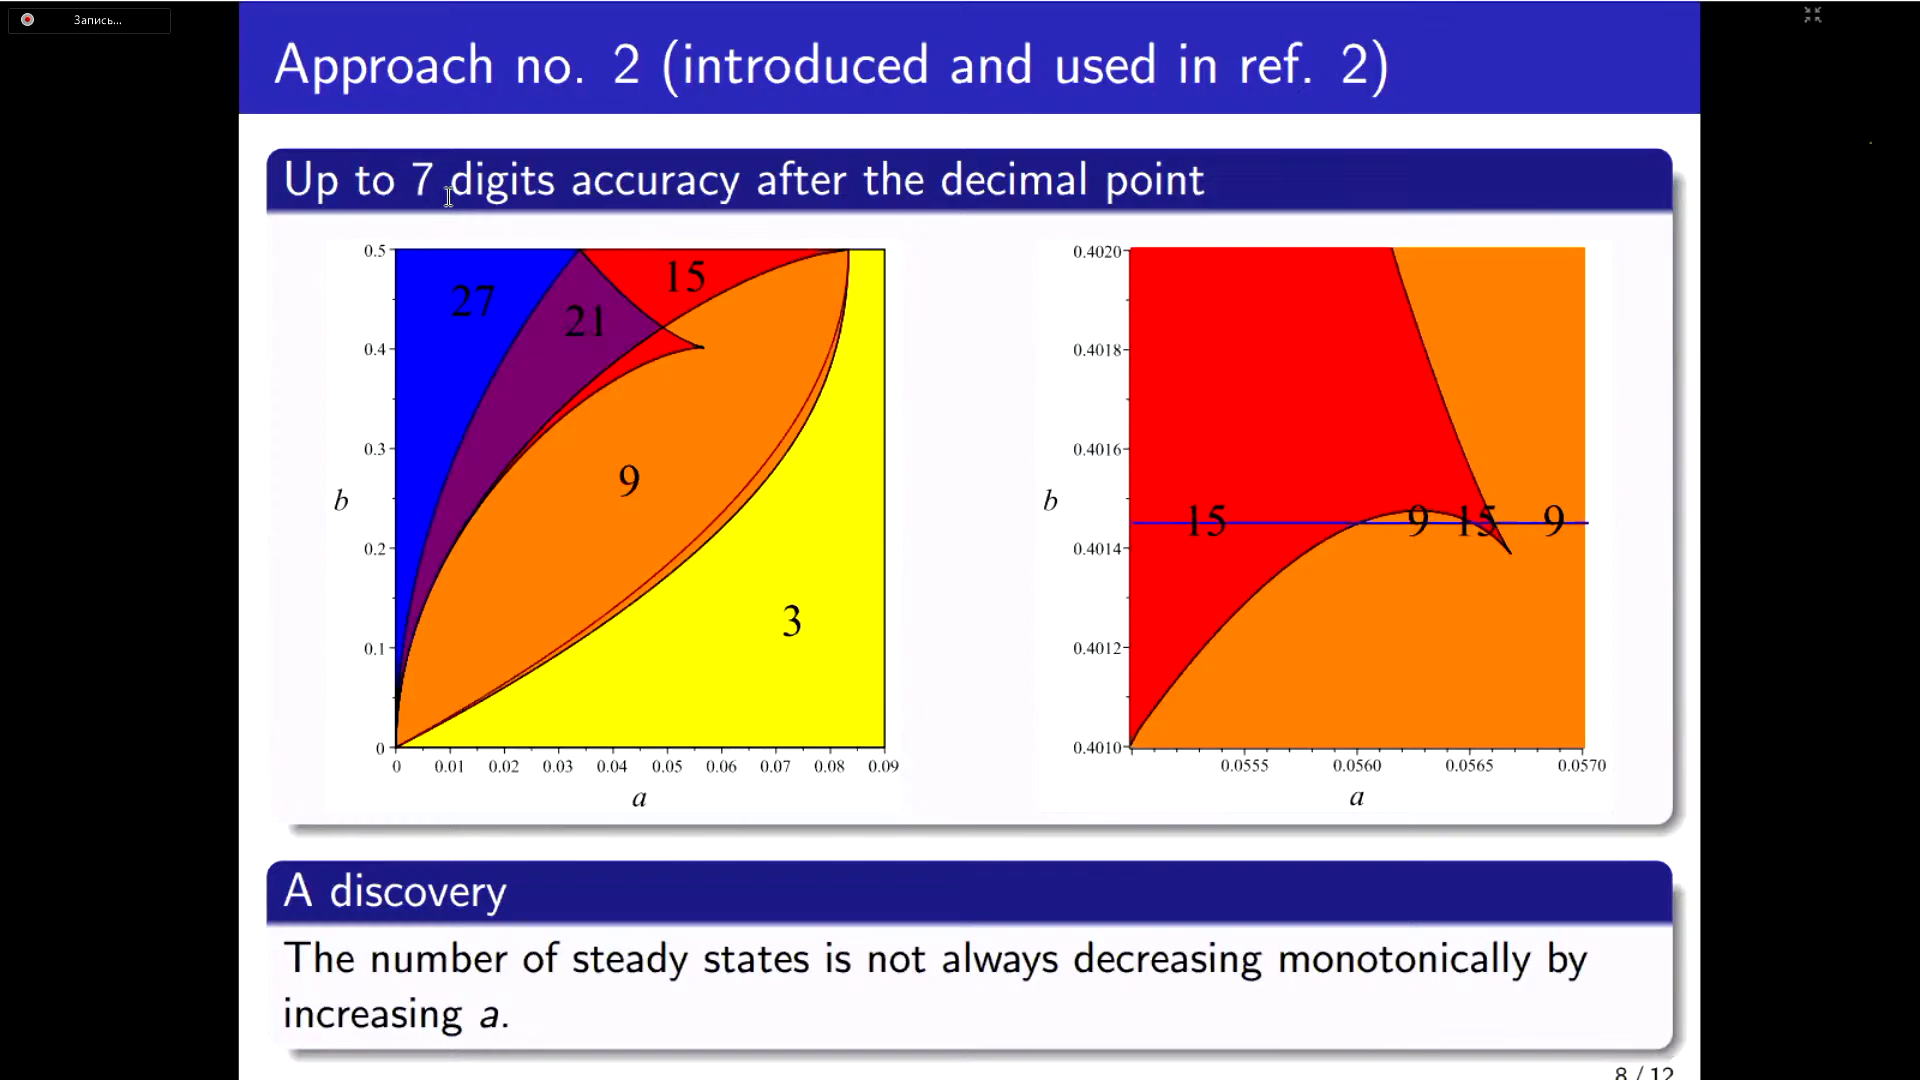 Запись...
Approach no. 2 (introduced and used in ref. 2)
Up to 7 digits accuracy after the decimal point
0.5
0.4
0.3
0.2
0.1
0
b
27
21
15
9
3
0 0.01 0.02 0.03 0.04 0.05 0.06 0.07 0.08 0.09
a
0.4020
0.4018
0.4016
0.4014
0.4012
0.4010
b
15 9 15 9
0.0555 0.0560 0.0565 0.0570
a
A discovery
The number of steady states is not always decreasing monotonically by
increasing a.
8 / 12